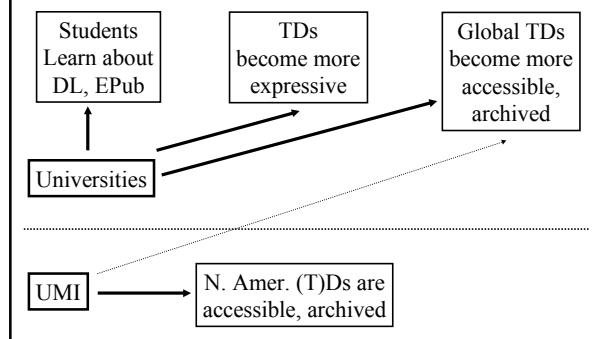 Students
Learn about
DL, EPub
TDs
become more
expressive
Global TDs
become more
accessible,
archived
Universities
UMI
N. Amer. (T)Ds are
accessible, archived